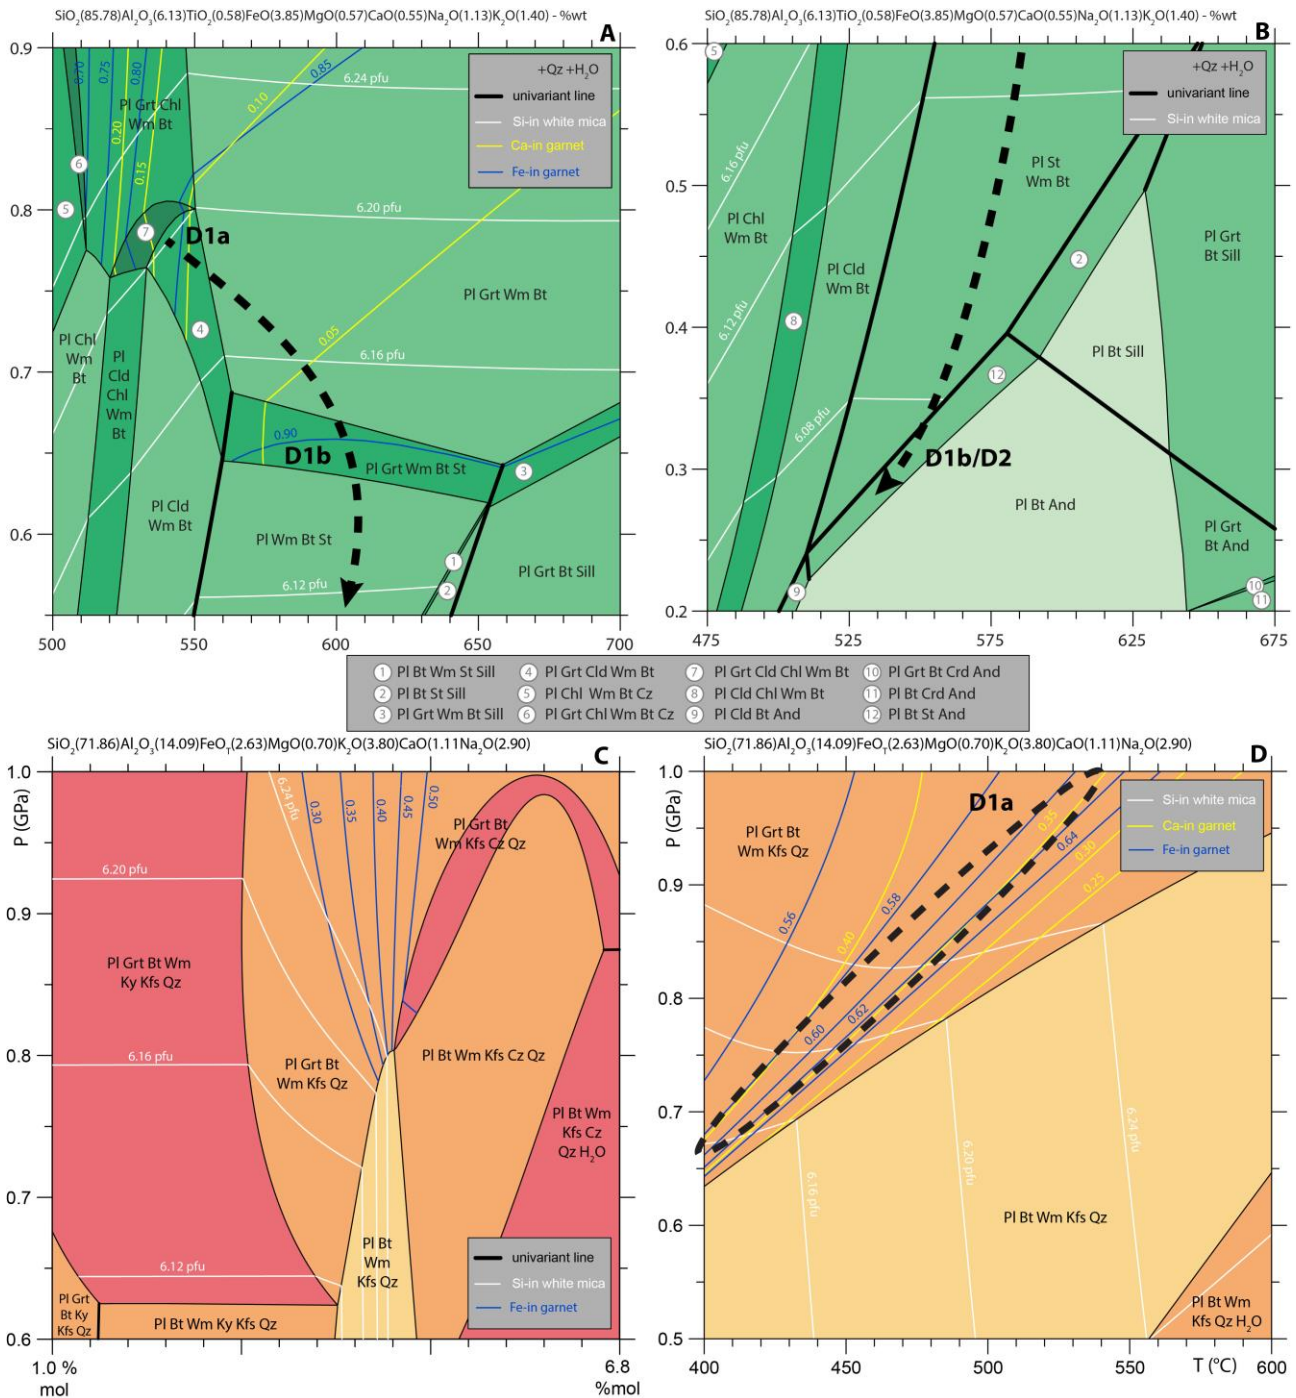 SiO2(85.78)Al2O3(6.13)TiO2(0.58)FeO(3.85)MgO(0.57)CaO(0.55)Na2O(1.13)K2O(1.40) - %wt
A
0.9
0.8
0.7
0.6
500
550
600
650
700
+Qz +H2O
univariant line
Si-in white mica
Ca-in garnet
Fe-in garnet
0.70
0.75
0.80
0.85
0.20
0.15
0.10
0.05
0.90
6.24 pfu
6.20 pfu
6.16 pfu
6.12 pfu
Pl Grt Chl
Wm Bt
6
5
7
D1a
4
Pl Grt Wm Bt
Pl Chl
Wm
Bt
Pl
Cld
Chl
Wm
Bt
D1b
Pl Grt Wm Bt St
3
Pl Cld
Wm Bt
Pl Wm Bt St
1
2
Pl Grt Bt Sill
SiO2(85.78)Al2O3(6.13)TiO2(0.58)FeO(3.85)MgO(0.57)CaO(0.55)Na2O(1.13)K2O(1.40) - %wt
B
0.6
0.5
0.4
0.3
0.2
475
525
575
625
675
+Qz +H2O
univariant line
Si-in white mica
5
6.16 pfu
6.12 pfu
6.08 pfu
Pl St
Wm Bt
Pl Chl
Wm Bt
Pl Cld
Wm Bt
Pl Grt
Bt Sill
2
8
Pl Bt Sill
12
D1b/D2
Pl Bt And
Pl Grt
Bt And
9
10
11
1 Pl Bt Wm St Sill
4 Pl Grt Cld Wm Bt
7 Pl Grt Cld Chl Wm Bt
10 Pl Grt Bt Crd And
2 Pl Bt St Sill
5 Pl Chl Wm Bt Cz
8 Pl Cld Chl Wm Bt
11 Pl Bt Crd And
3 Pl Grt Wm Bt Sill
6 Pl Grt Chl Wm Bt Cz
9 Pl Cld Bt And
12 Pl Bt St And
SiO2(71.86)Al2O3(14.09)FeOT(2.63)MgO(0.70)K2O(3.80)CaO(1.11)Na2O(2.90)
C
P (GPa)
1.0
0.9
0.8
0.7
0.6
1.0 %
mol
6.8
%mol
6.24 pfu
0.30
0.35
0.40
0.45
0.50
Pl Grt Bt
Wm Kfs Cz Qz
6.20 pfu
Pl Grt Bt Wm
Ky Kfs Qz
6.16 pfu
Pl Grt Bt
Wm Kfs Qz
Pl Bt Wm Kfs Cz Qz
Pl Bt Wm
Kfs Cz
Qz H2O
6.12 pfu
Pl Bt
Wm
Kfs Qz
Pl Grt
Bt Ky
Kfs Qz
Pl Bt Wm Ky Kfs Qz
univariant line
Si-in white mica
Fe-in garnet
SiO2(71.86)Al2O3(14.09)FeOT(2.63)MgO(0.70)K2O(3.80)CaO(1.11)Na2O(2.90)
D
P (GPa)
1.0
0.9
0.8
0.7
0.6
0.5
400
450
500
550
T (°C)
600
D1a
Pl Grt Bt
Wm Kfs Qz
Si-in white mica
Ca-in garnet
Fe-in garnet
0.56
0.58
0.60
0.62
0.64
0.40
0.35
0.30
0.25
6.16 pfu
6.20 pfu
6.24 pfu
Pl Bt Wm Kfs Qz
Pl Bt Wm
Kfs Qz H2O